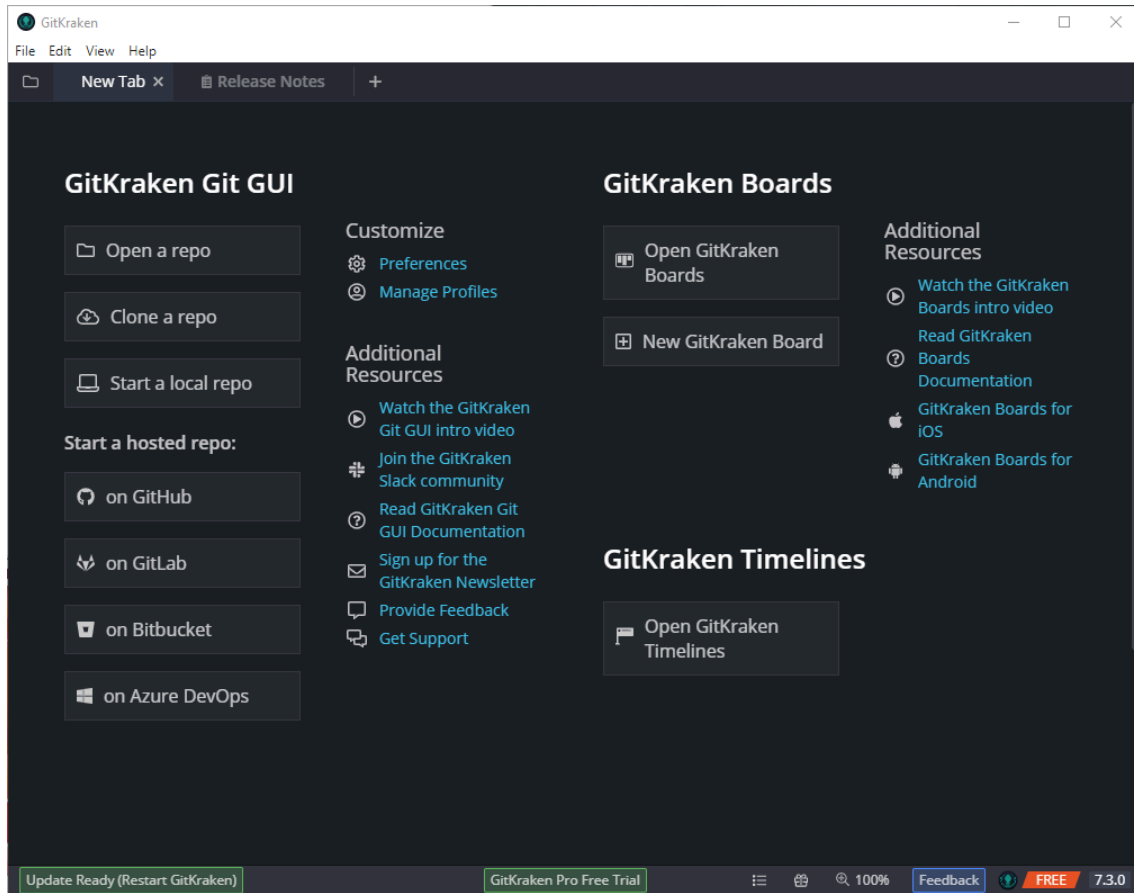 GitKraken
File Edit View Help
New Tab
Release Notes
GitKraken Git GUI
Open a repo
Clone a repo
Start a local repo
Start a hosted repo:
on GitHub
on GitLab
on Bitbucket
on Azure DevOps
Customize
Preferences
Manage Profiles
Additional
Resources
Watch the GitKraken
Git GUI intro video
Join the GitKraken
Slack community
Read GitKraken Git
GUI Documentation
Sign up for the
GitKraken Newsletter
Provide Feedback
Get Support
GitKraken Boards
Open GitKraken
Boards
New GitKraken Board
Additional
Resources
Watch the GitKraken
Boards intro video
Read GitKraken
Boards
Documentation
GitKraken Boards for
iOS
GitKraken Boards for
Android
GitKraken Timelines
Open GitKraken
Timelines
Update Ready (Restart GitKraken)
GitKraken Pro Free Trial
100%
Feedback
FREE
7.3.0